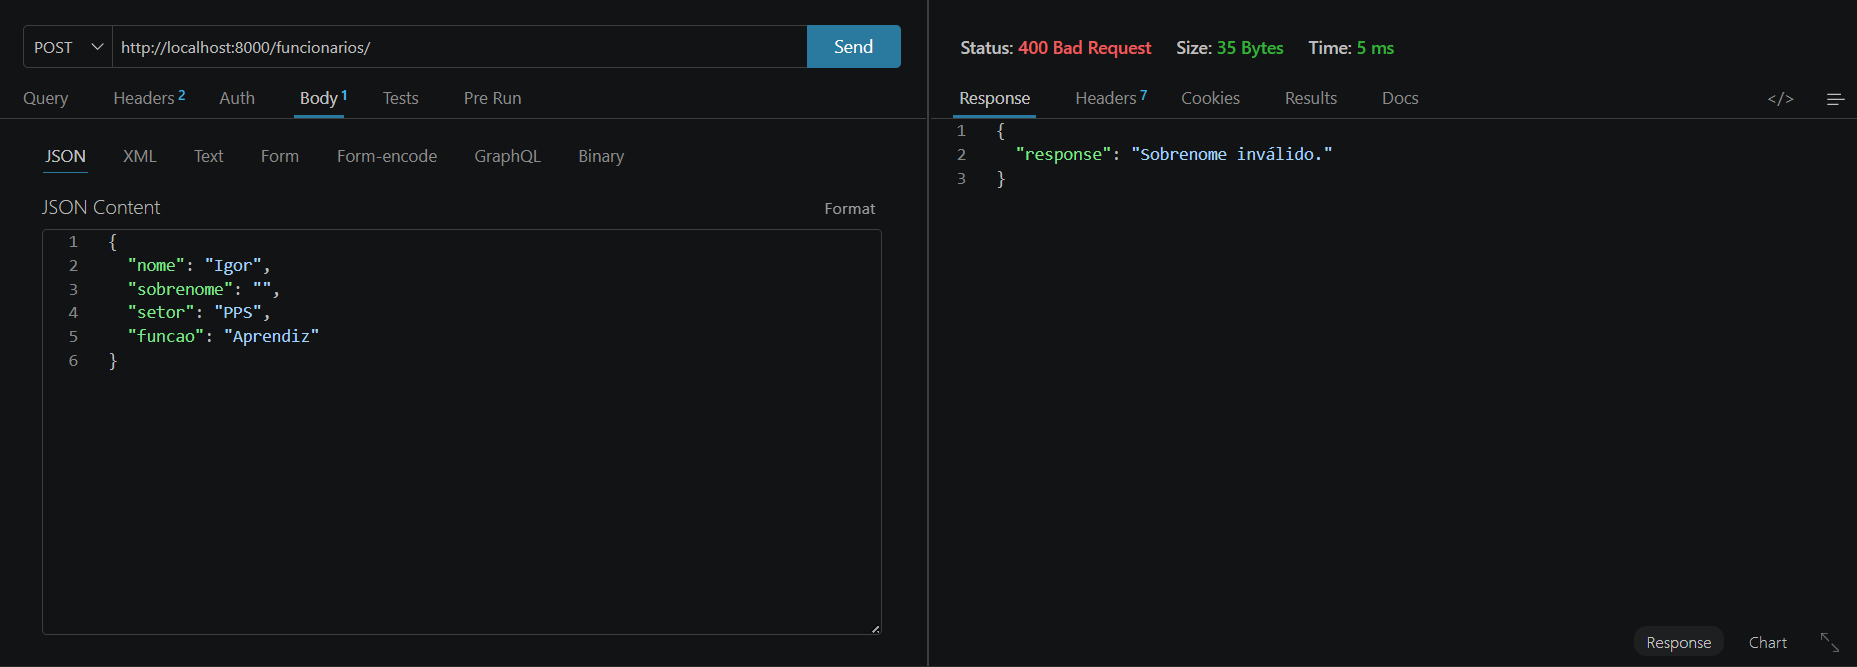 POST http://localhost:8000/funcionarios/ Send
Query Headers 2 Auth Body 1 Tests Pre Run
JSON XML Text Form Form-encode GraphQL Binary
JSON Content Format
1 {
2 "nome": "Igor",
3 "sobrenome": "",
4 "setor": "PPS",
5 "funcao": "Aprendiz"
6 }
Status: 400 Bad Request Size: 35 Bytes Time: 5 ms
Response Headers 7 Cookies Results Docs </>
1 {
2 "response": "Sobrenome inválido."
3 }
Response Chart